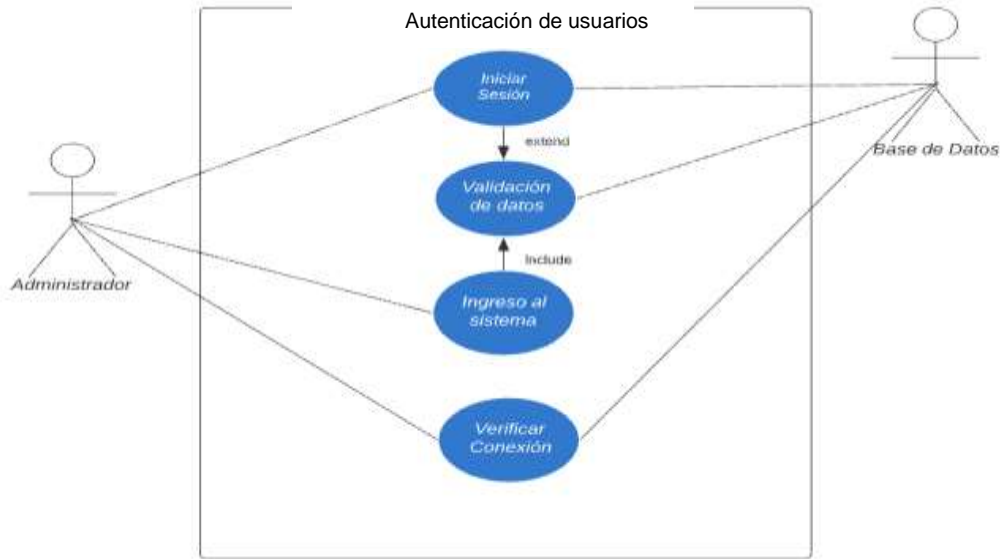 Autenticación de usuarios
Iniciar
Sesión
extend
Base de Datos
Validación
de datos
Include
Administrador
Ingreso al
sistema
Verificar
Conexión